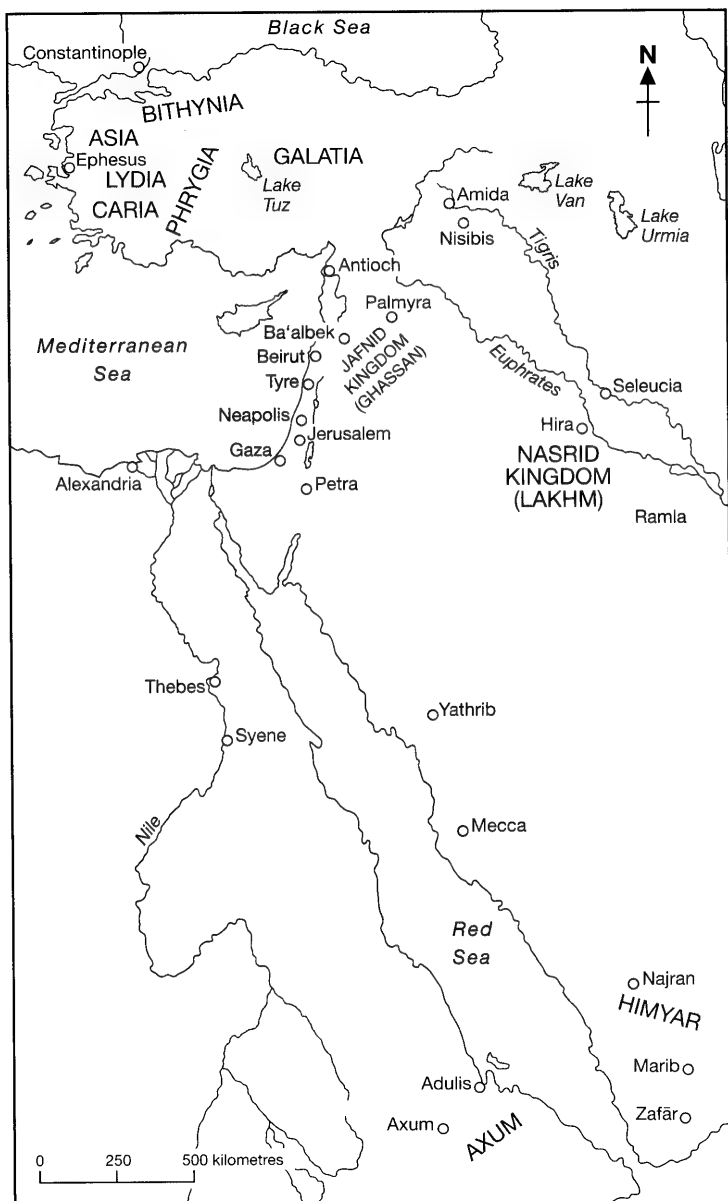 Black Sea
Constantinople
N
BITHYNIA
ASIA
Ephesus
LYDIA
CARIA
PHRYGIA
GALATIA
Lake
Tuz
Amida
Nisibis
Lake
Van
Lake
Urmia
Tigris
Antioch
Palmyra
Mediterranean
Sea
Ba‘albek
Beirut
Tyre
JAFNID
KINGDOM
(GHASSAN)
Euphrates
Seleucia
Neapolis
Jerusalem
Gaza
Hira
NASRID
KINGDOM
(LAKHM)
Alexandria
Petra
Ramla
Thebes
Yathrib
Syene
Nile
Mecca
Red
Sea
Najran
HIMYAR
Marib
Adulis
Axum
AXUM
Zafār
0 250 500 kilometres